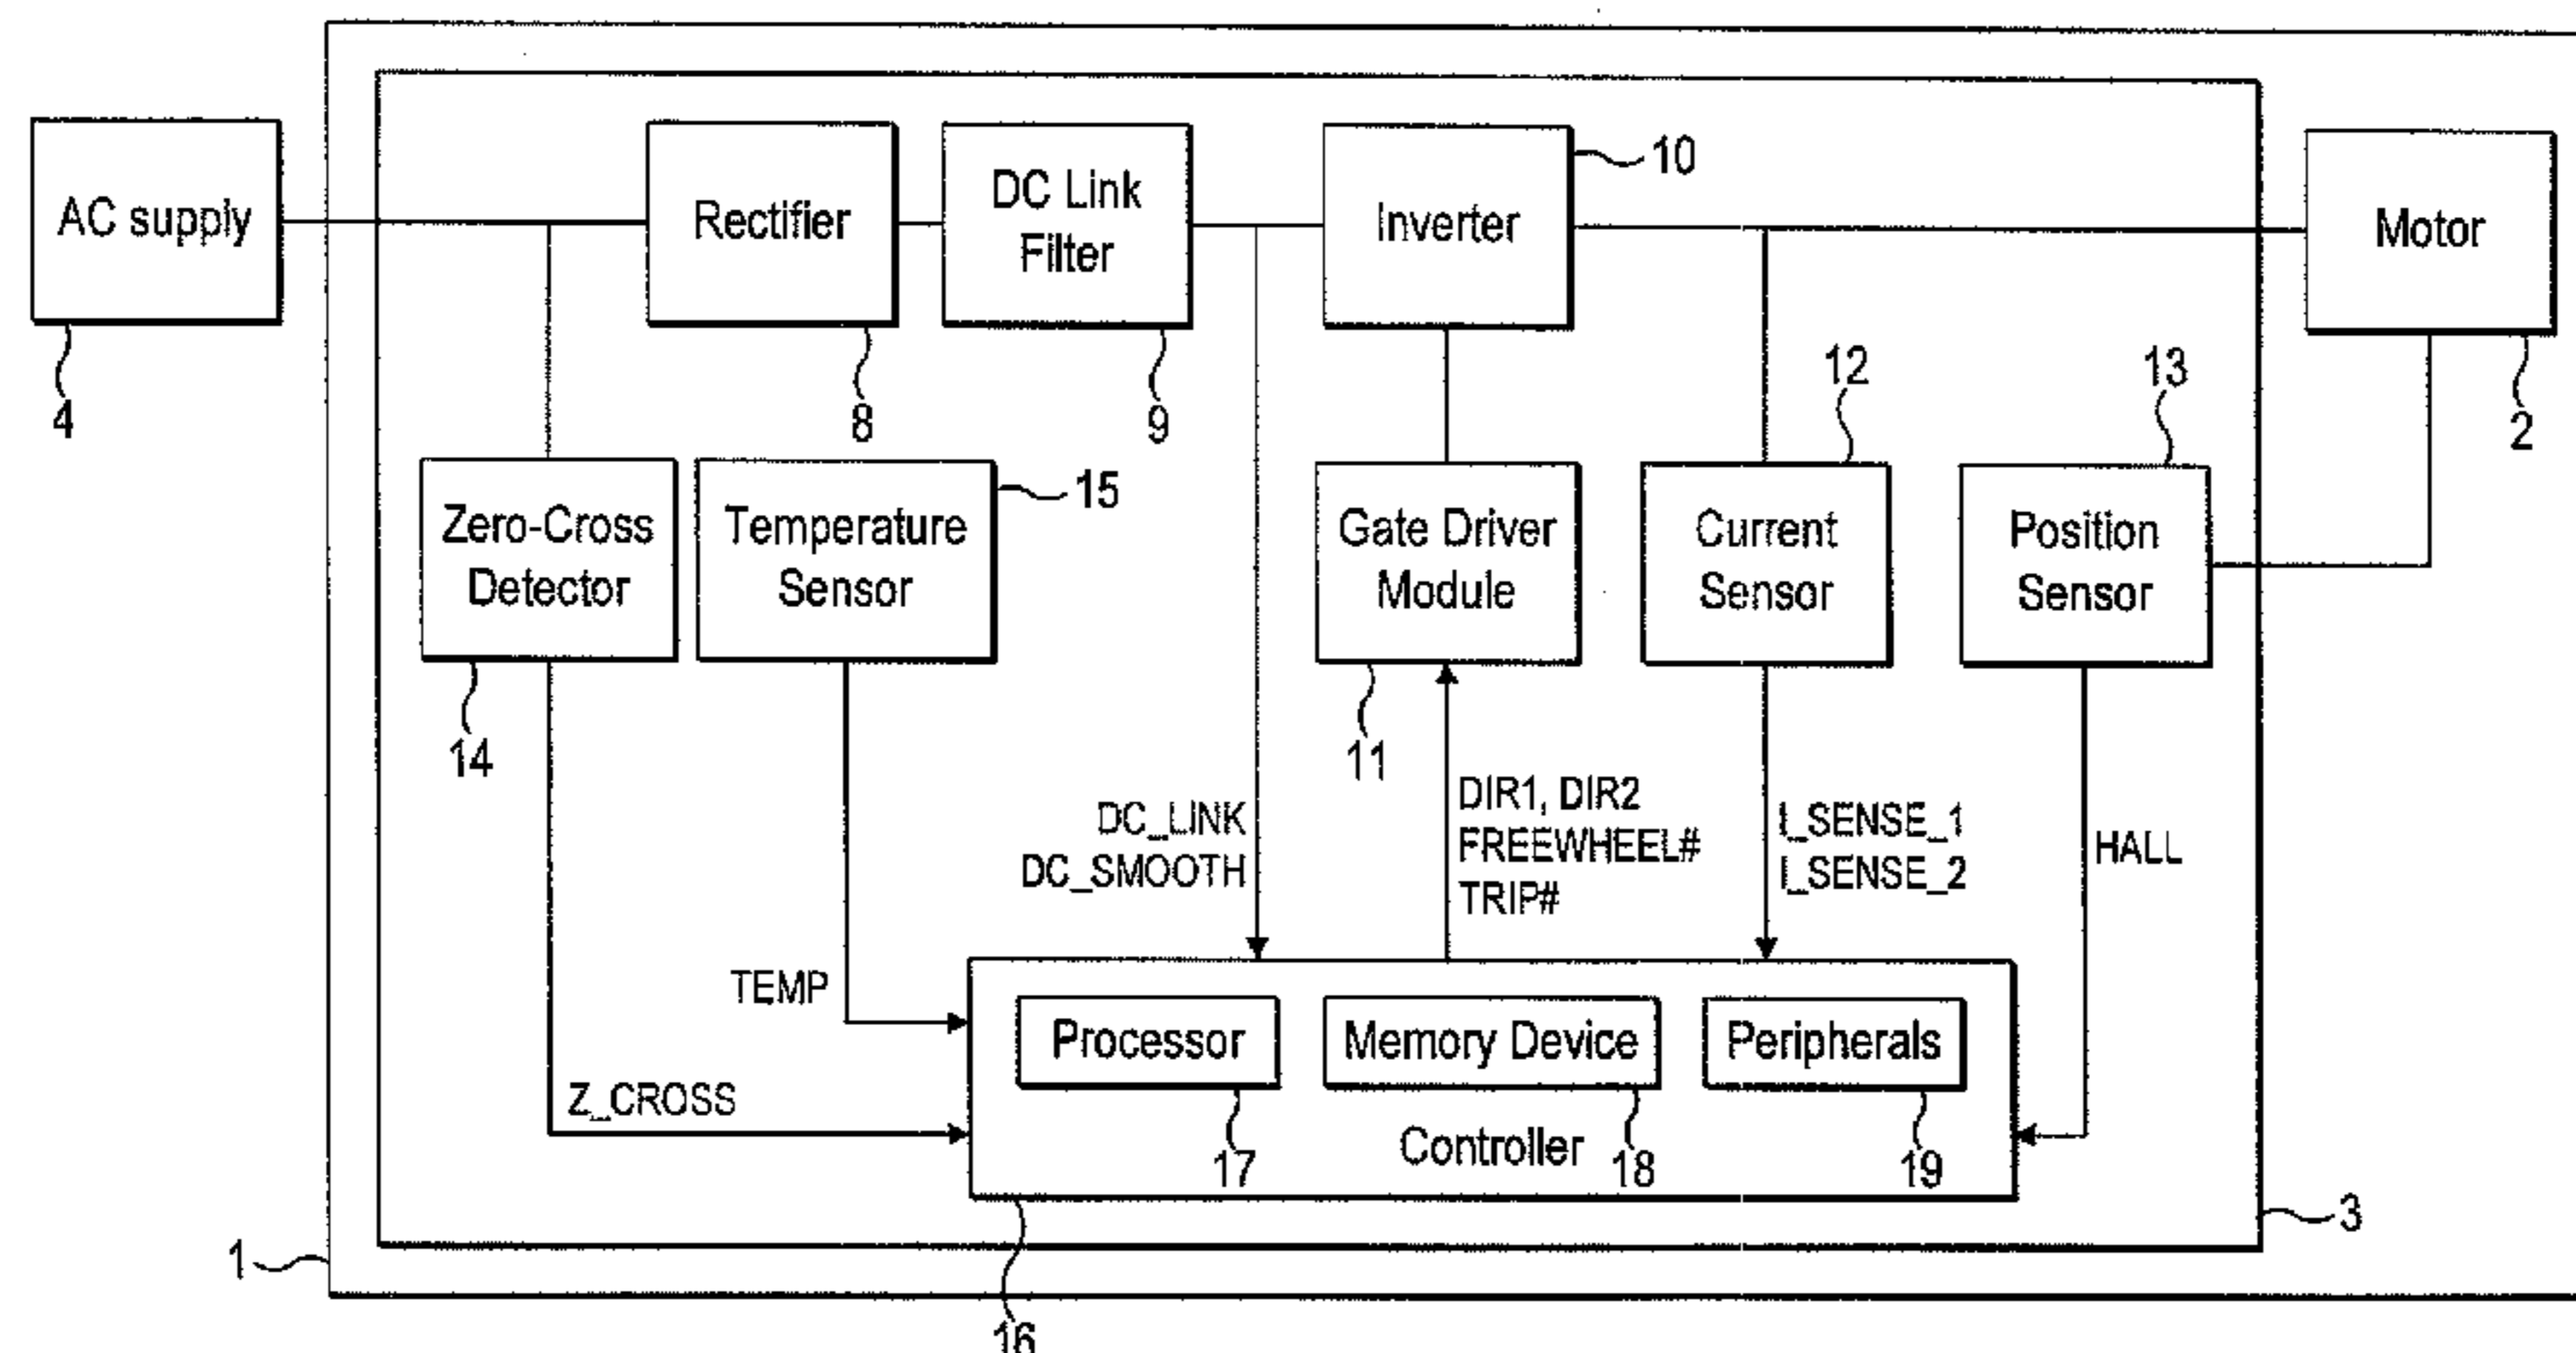 AC supply
Rectifier
DC Link
Filter
Inverter
10
Motor
4
8
9
12
13
2
Zero-Cross
Detector
Temperature
Sensor
15
Gate Driver
Module
Current
Sensor
Position
Sensor
14
11
DC_LINK
DC_SMOOTH
DIR1, DIR2
FREEWHEEL#
TRIP#
I_SENSE_1
I_SENSE_2
HALL
TEMP
Z_CROSS
Processor
Memory Device
Peripherals
Controller
17
18
19
1
3
16